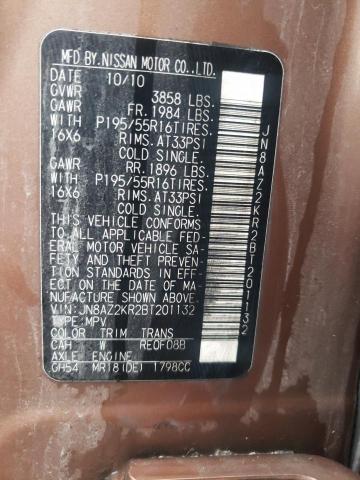 MFD BY.NISSAN MOTOR CO.,LTD.
DATE 10/10
GVWR 3858 LBS.
GAWR FR.1984 LBS.
WITH P195/55R16TIRES.
16X6 RIMS.AT33PSI
COLD SINGLE.
GAWR RR.1896 LBS.
WITH P195/55R16TIRES.
16X6 RIMS.AT33PSI
COLD SINGLE.
THIS VEHICLE CONFORMS
TO ALL APPLICABLE FED-
ERAL MOTOR VEHICLE SA-
FETY AND THEFT PREVEN-
TION STANDARDS IN EFF-
ECT ON THE DATE OF MA-
NUFACTURE SHOWN ABOVE.
VIN:JN8AZ2KR2BT201132
TYPE:MPV
COLOR TRIM TRANS
CAH W RE0F08B
AXLE ENGINE
GH54 MR18(DE) 1798CC
JN8AZ2KR2BT201132